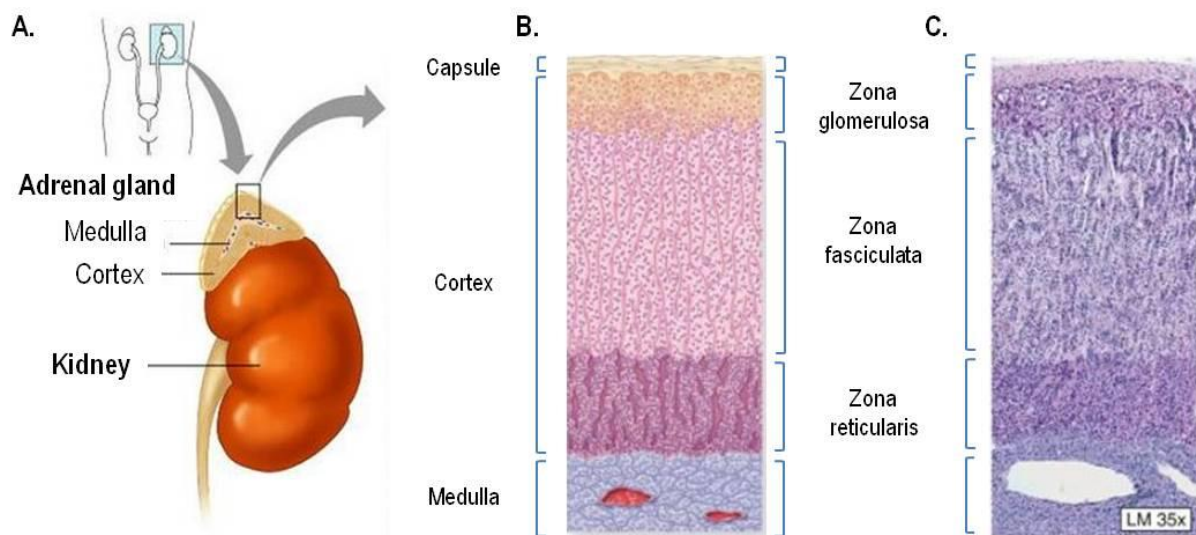 A.
Adrenal gland
Medulla
Cortex
Kidney
B.
Capsule
Cortex
Medulla
Zona
glomerulosa
Zona
fasciculata
Zona
reticularis
C.
LM 35x